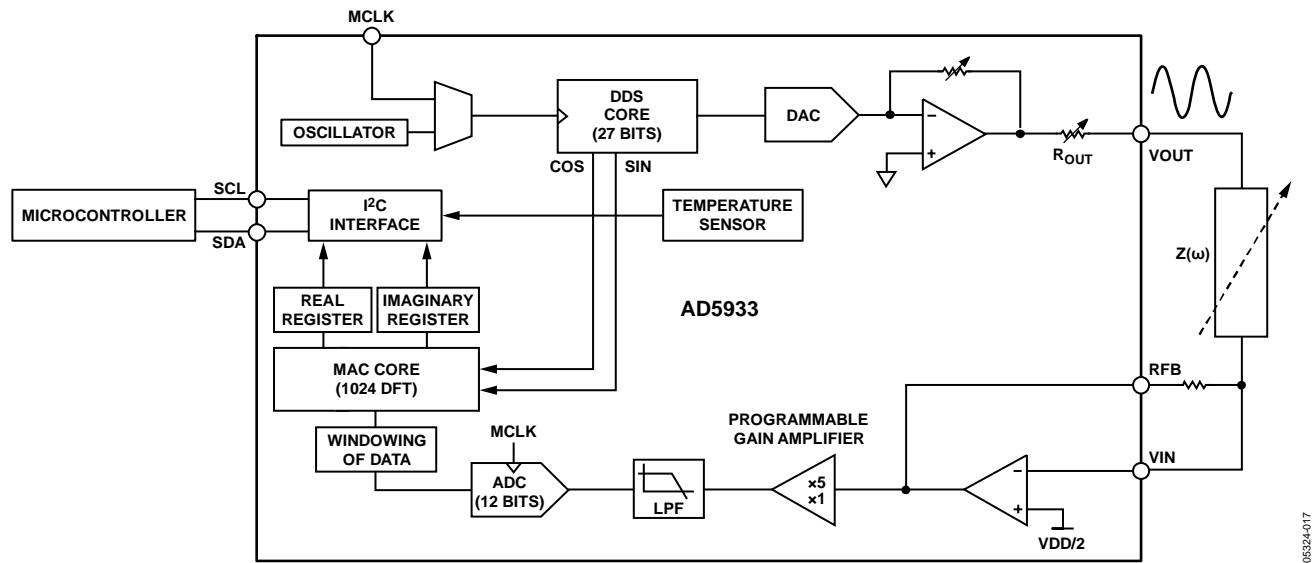 MCLK
DDS
CORE
(27 BITS)
DAC
OSCILLATOR
COS
SIN
R_OUT
VOUT
SCL
MICROCONTROLLER
SDA
I²C
INTERFACE
TEMPERATURE
SENSOR
Z(ω)
REAL
REGISTER
IMAGINARY
REGISTER
AD5933
MAC CORE
(1024 DFT)
RFB
PROGRAMMABLE
GAIN AMPLIFIER
WINDOWING
OF DATA
MCLK
ADC
(12 BITS)
LPF
×5
×1
VIN
VDD/2
05324-017